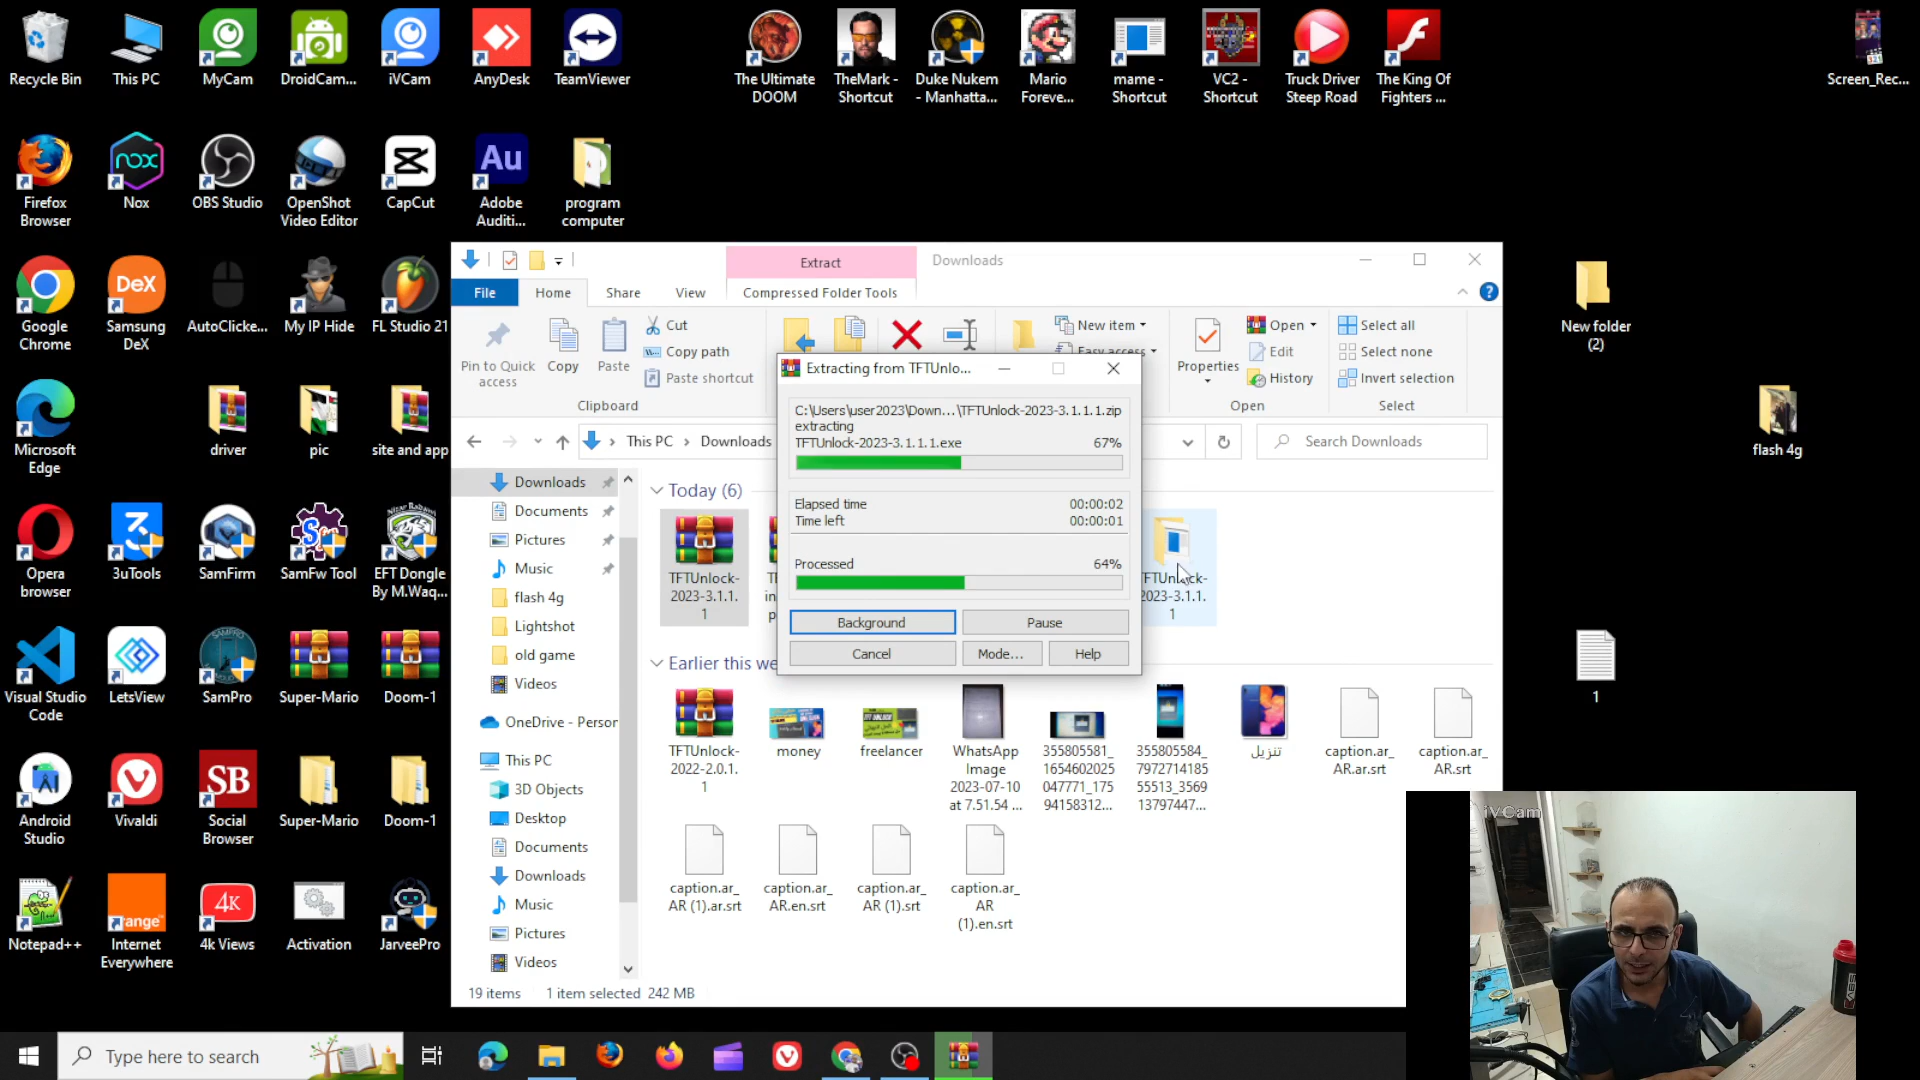 Recycle Bin
This PC
MyCam
DroidCam...
iVCam
AnyDesk
TeamViewer
The Ultimate
DOOM
TheMark -
Shortcut
Duke Nukem
- Manhatta...
Mario
Foreve...
mame -
Shortcut
VC2 -
Shortcut
Truck Driver
Steep Road
The King Of
Fighters ...
Screen_Rec...
Firefox
Browser
nox
Nox
OBS Studio
OpenShot
Video Editor
CapCut
Au
Adobe
Auditi...
program
computer
Google
Chrome
DeX
Samsung
DeX
AutoClicke...
My IP Hide
FL Studio 21
Microsoft
Edge
driver
pic
site and app
Opera
browser
3uTools
SamFirm
SamFw Tool
EFT Dongle
By M.Waq...
Visual Studio
Code
LetsView
SamPro
Super-Mario
Doom-1
Android
Studio
Vivaldi
SB
Social
Browser
Super-Mario
Doom-1
Notepad++
range
Internet
Everywhere
4K
4k Views
Activation
JarveePro
New folder
(2)
flash 4g
1
Extract
Downloads
File
Home
Share
View
Compressed Folder Tools
Pin to Quick
access
Copy
Paste
Cut
Copy path
Paste shortcut
Clipboard
New item
Easy access
Properties
Open
Edit
History
Open
Select all
Select none
Invert selection
Select
This PC
Downloads
Search Downloads
Downloads
Documents
Pictures
Music
flash 4g
Lightshot
old game
Videos
OneDrive - Person
This PC
3D Objects
Desktop
Documents
Downloads
Music
Pictures
Videos
Today (6)
TFTUnlock-
2023-3.1.1.
1
2023-3.1.1.
1
Earlier this we
TFTUnlock-
2022-2.0.1.
1
money
freelancer
WhatsApp
Image
2023-07-10
at 7.51.54 ...
355805581_
1654602025
047771_175
94158312...
355805584_
7972714185
55513_3569
13797447...
تنزيل
caption.ar_
AR.ar.srt
caption.ar_
AR.srt
caption.ar_
AR (1).ar.srt
caption.ar_
AR.en.srt
caption.ar_
AR (1).srt
caption.ar_
AR
(1).en.srt
19 items
1 item selected 242 MB
Extracting from TFTUnlo...
C:\Users\user2023\Down...\TFTUnlock-2023-3.1.1.1.zip
extracting
TFTUnlock-2023-3.1.1.1.exe 67%
Elapsed time 00:00:02
Time left 00:00:01
Processed 64%
Background
Pause
Cancel
Mode...
Help
iVCam
Type here to search